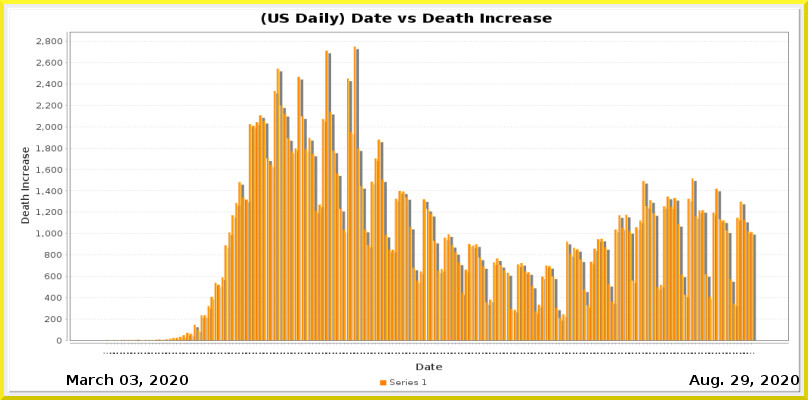 (US Daily) Date vs Death Increase
2,800
2,600
2,400
2,200
2,000
1,800
1,600
1,400
1,200
1,000
800
600
400
200
0
Death Increase
Date
March 03, 2020
Aug. 29, 2020
Series 1